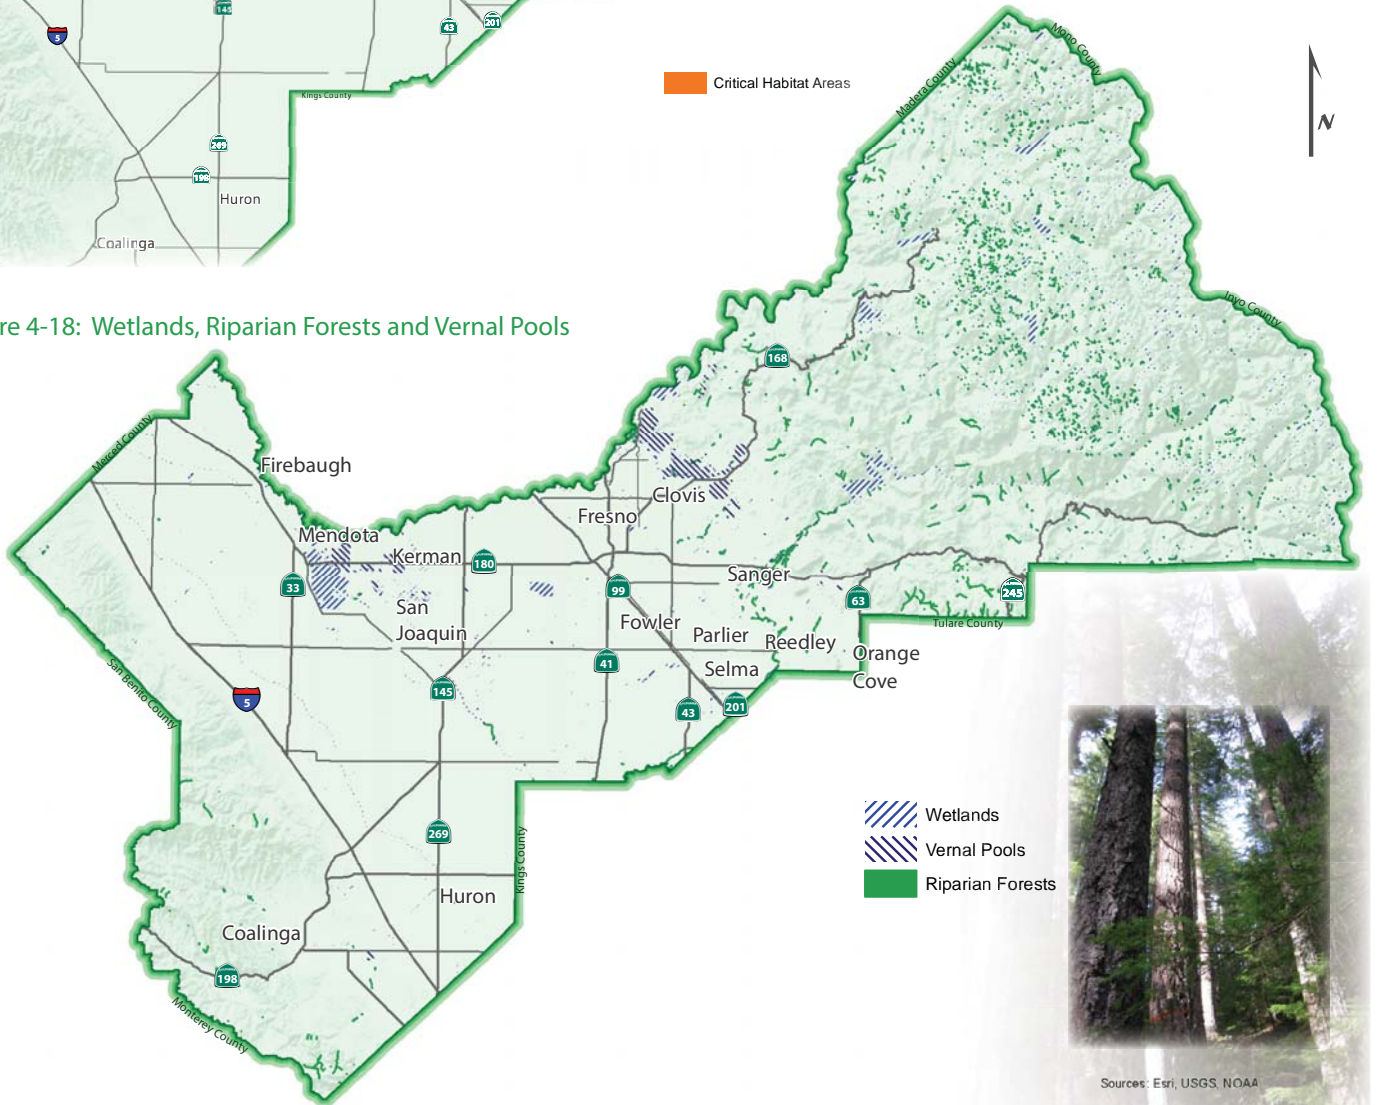 145
5
43
201
Kings County
269
198
Huron
Coalinga
Critical Habitat Areas
N
re 4-18: Wetlands, Riparian Forests and Vernal Pools
Mono County
Madera County
Inyo County
168
Merced County
Firebaugh
Clovis
Fresno
Mendota
Kerman
180
Sanger
33
99
63
245
San
Joaquin
Fowler
Parlier
Reedley
Tulare County
Orange
Cove
41
Selma
San Benito County
5
145
43
201
Wetlands
Vernal Pools
Riparian Forests
269
Kings County
Huron
Coalinga
198
Monterey County
Sources: Esri, USGS, NOAA